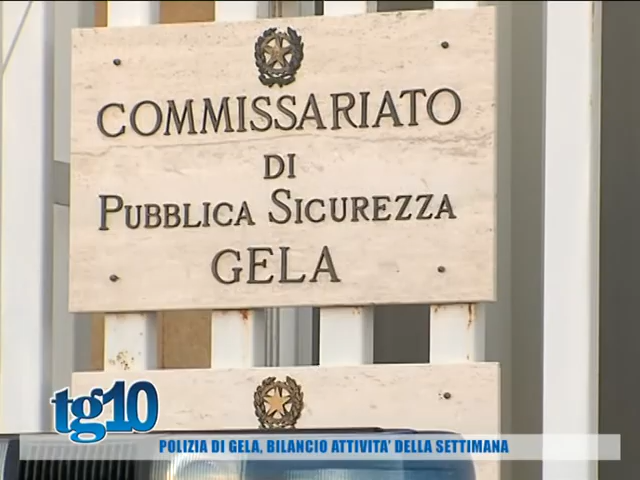 COMMISSARIATO
DI
PUBBLICA SICUREZZA
GELA
tg10
POLIZIA DI GELA, BILANCIO ATTIVITA' DELLA SETTIMANA